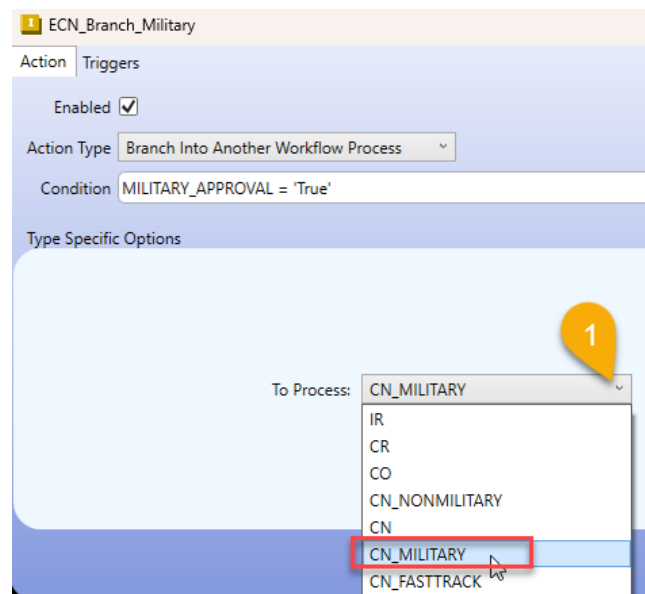 ECN_Branch_Military
Action Triggers
Enabled
Action Type Branch Into Another Workflow Process
Condition MILITARY_APPROVAL = 'True'
Type Specific Options
1
To Process: CN_MILITARY
IR
CR
CO
CN_NONMILITARY
CN
CN_MILITARY
CN_FASTTRACK